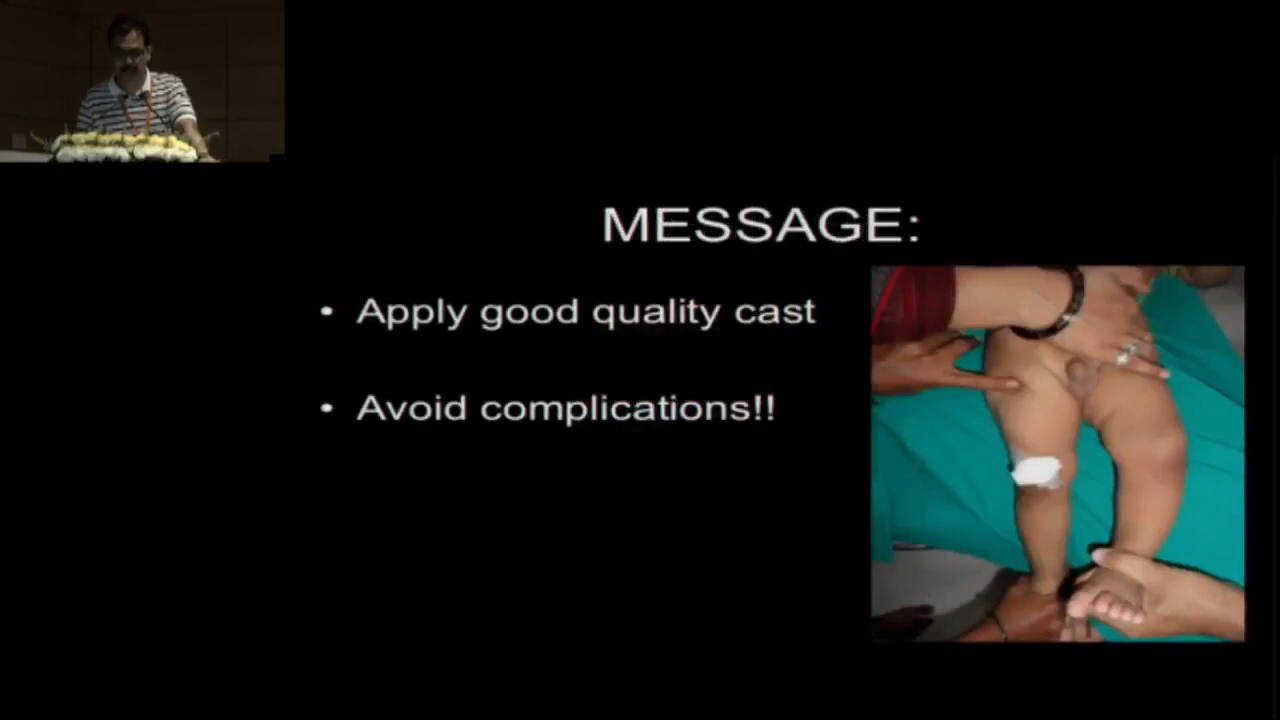 MESSAGE:
• Apply good quality cast
• Avoid complications!!